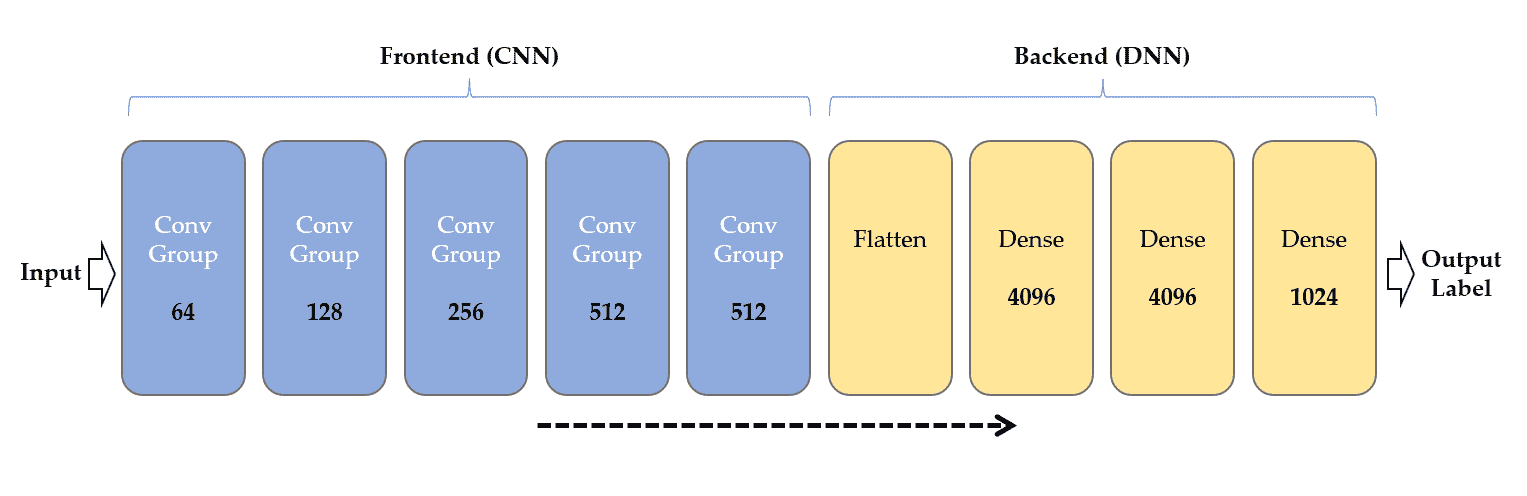 Frontend (CNN)
Backend (DNN)
Input
Conv
Group
64
Conv
Group
128
Conv
Group
256
Conv
Group
512
Conv
Group
512
Flatten
Dense
4096
Dense
4096
Dense
1024
Output
Label